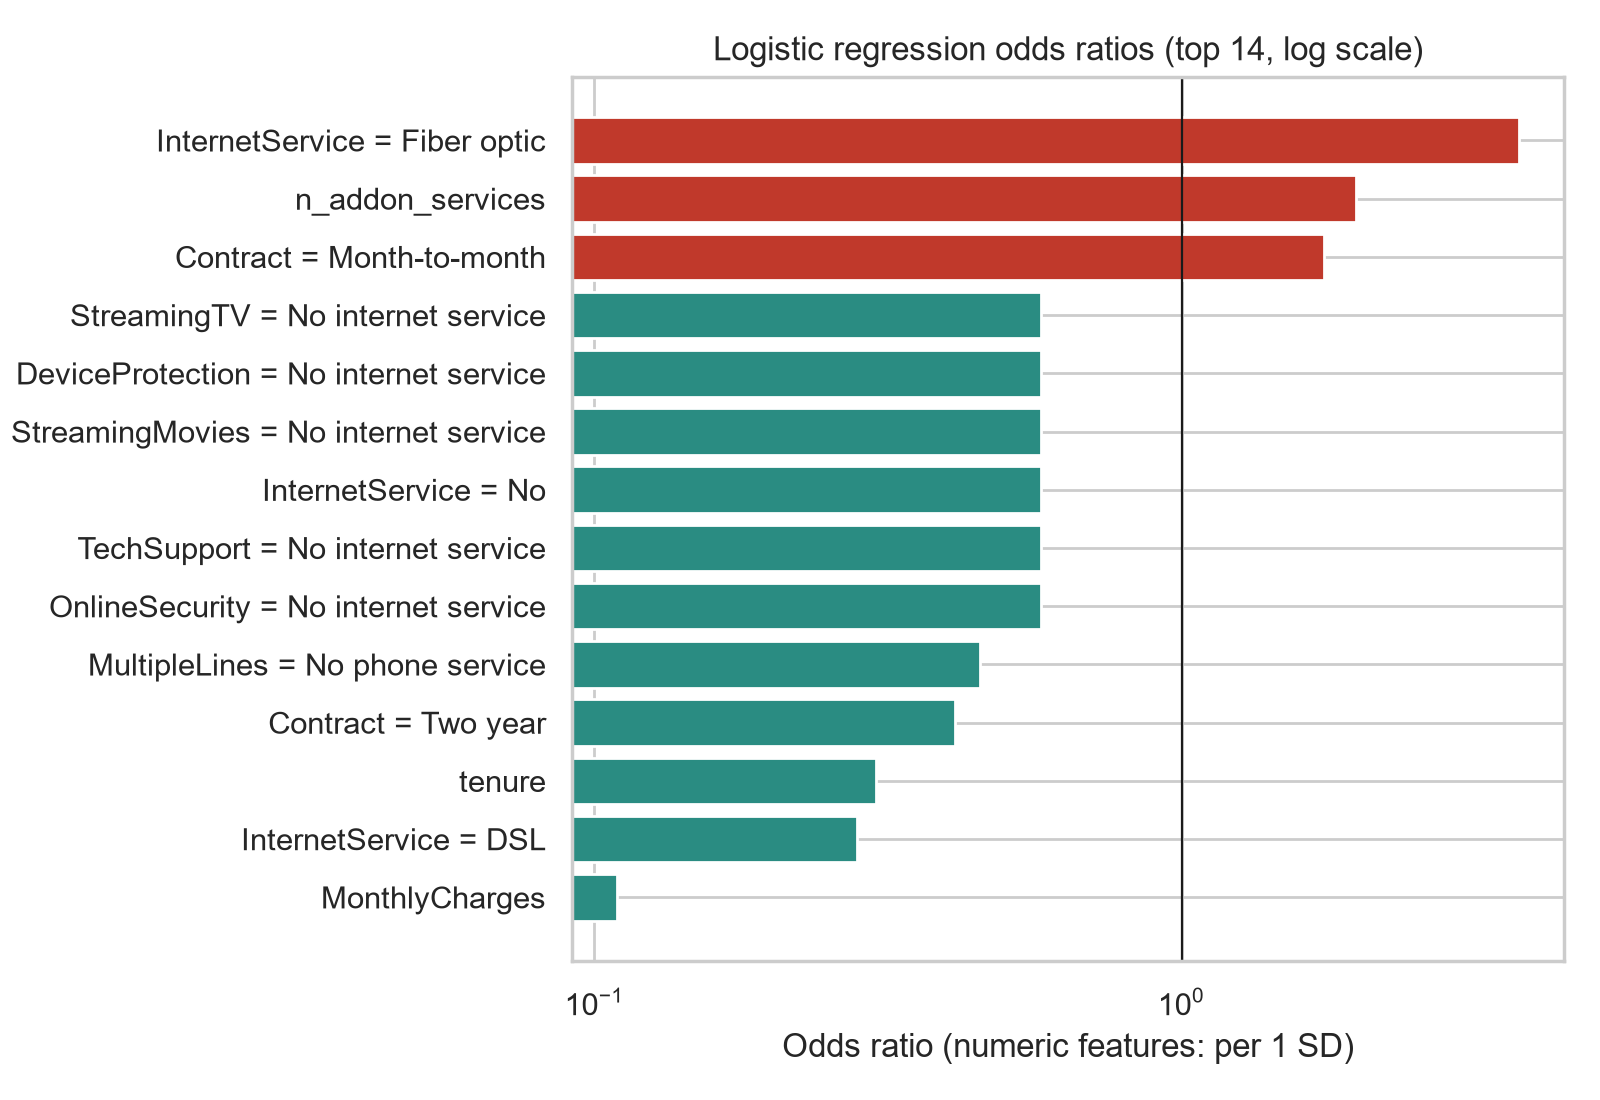 Logistic regression odds ratios (top 14, log scale)
InternetService = Fiber optic
n_addon_services
Contract = Month-to-month
StreamingTV = No internet service
DeviceProtection = No internet service
StreamingMovies = No internet service
InternetService = No
TechSupport = No internet service
OnlineSecurity = No internet service
MultipleLines = No phone service
Contract = Two year
tenure
InternetService = DSL
MonthlyCharges
10⁻¹ 10⁰
Odds ratio (numeric features: per 1 SD)